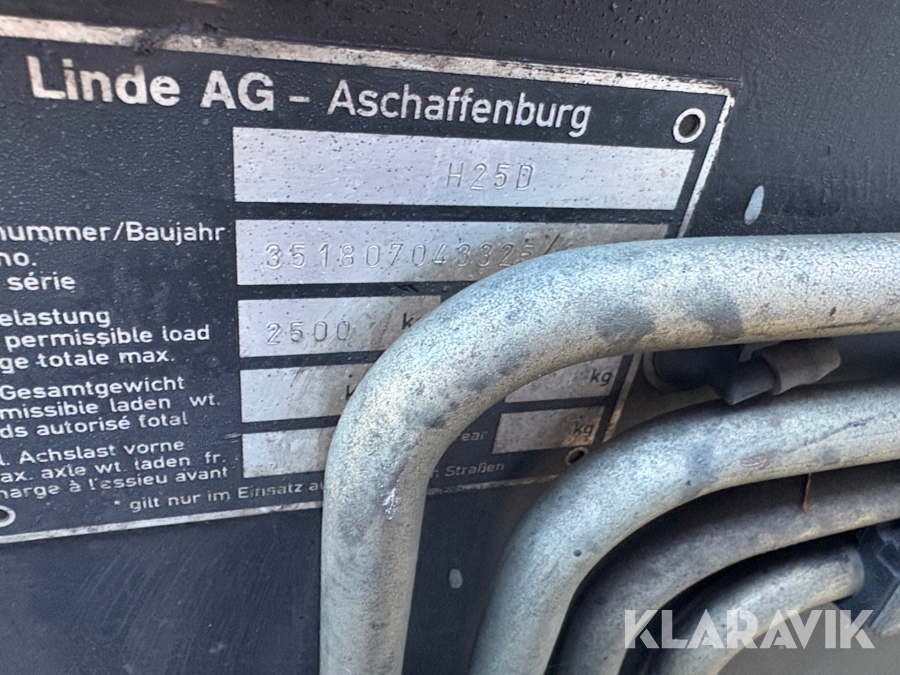 Linde AG - Aschaffenburg
H25D
nummer/Baujahr
no.
série
351807043325/
elastung
permissible load
ge totale max.
2500 k
Gesamtgewicht
missible laden wt.
ds autorisé total
kg
l. Achslast vorne
ax. axle wt. laden fr.
harge à l'essieu avant
rear
kg
* gilt nur im Einsatz au
n Straßen
KLARAVIK